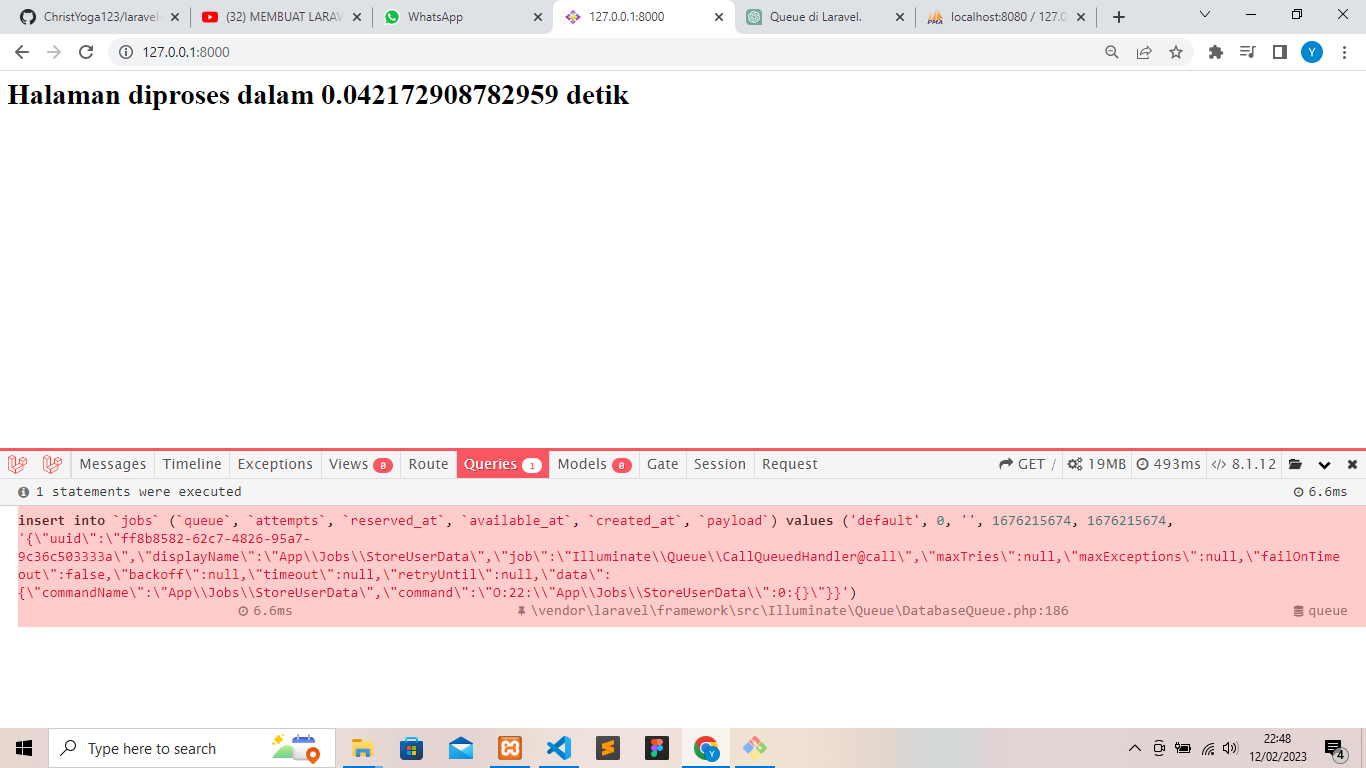 ChristYoga123/laravel-
(32) MEMBUAT LARAV
WhatsApp
127.0.0.1:8000
Queue di Laravel.
PMA
localhost:8080 / 127.0.
127.0.0.1:8000
Y
Halaman diproses dalam 0.042172908782959 detik
Messages
Timeline
Exceptions
Views 0
Route
Queries 1
Models 0
Gate
Session
Request
GET /
19MB
493ms
</> 8.1.12
1 statements were executed
6.6ms
insert into `jobs` (`queue`, `attempts`, `reserved_at`, `available_at`, `created_at`, `payload`) values ('default', 0, '', 1676215674, 1676215674,
'{\"uuid\":\"ff8b8582-62c7-4826-95a7-
9c36c503333a\",\"displayName\":\"App\\Jobs\\StoreUserData\",\"job\":\"Illuminate\\Queue\\CallQueuedHandler@call\",\"maxTries\":null,\"maxExceptions\":null,\"failOnTime
out\":false,\"backoff\":null,\"timeout\":null,\"retryUntil\":null,\"data\":
{\"commandName\":\"App\\Jobs\\StoreUserData\",\"command\":\"O:22:\\"App\\Jobs\\StoreUserData\\":0:{}\"}}')
6.6ms
\vendor\laravel\framework\src\Illuminate\Queue\DatabaseQueue.php:186
queue
Type here to search
Y
22:48
12/02/2023
4